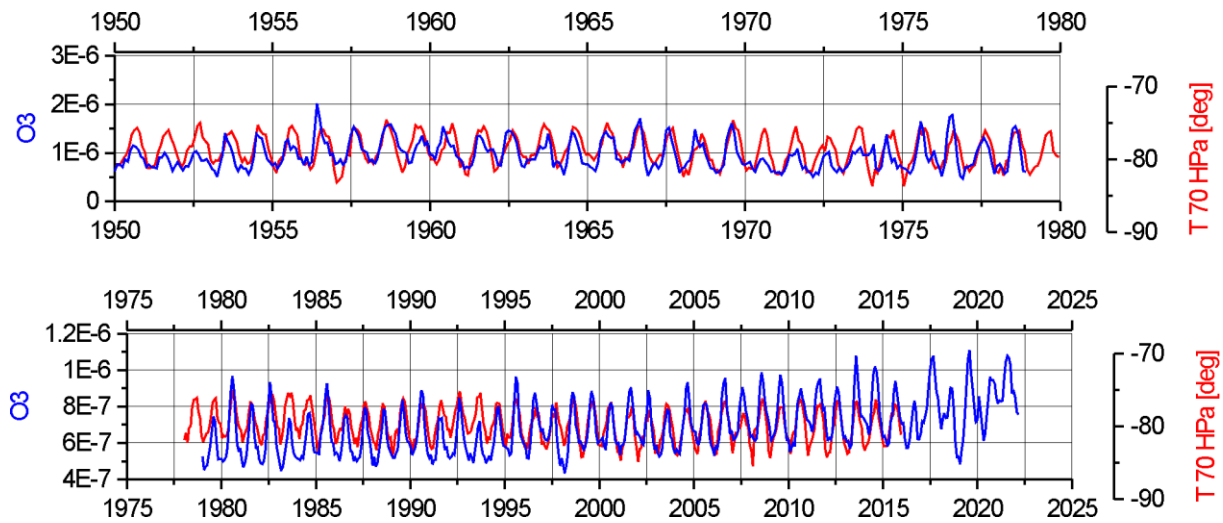 1950 1955 1960 1965 1970 1975 1980
3E-6
2E-6
1E-6
0
O3
-70
-80
-90
T 70 HPa [deg]
1950 1955 1960 1965 1970 1975 1980
1975 1980 1985 1990 1995 2000 2005 2010 2015 2020 2025
1.2E-6
1E-6
8E-7
6E-7
4E-7
O3
-70
-80
-90
T 70 HPa [deg]
1975 1980 1985 1990 1995 2000 2005 2010 2015 2020 2025